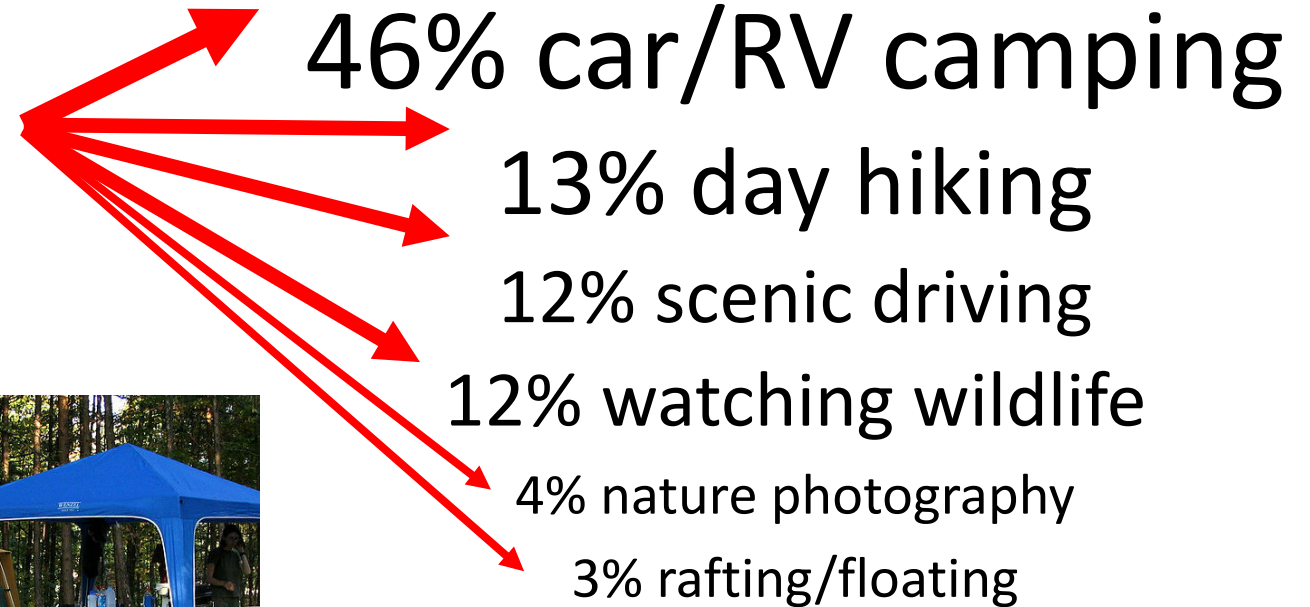 46% car/RV camping
13% day hiking
12% scenic driving
12% watching wildlife
4% nature photography
3% rafting/floating
WENZEL